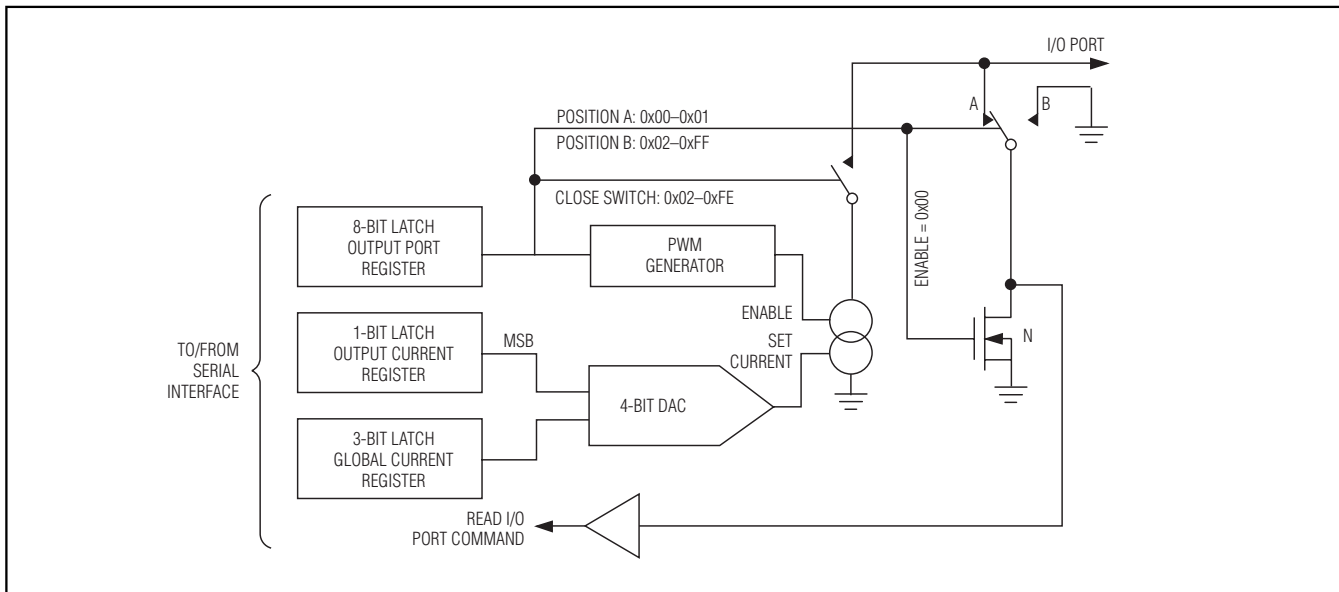 I/O PORT
A
B
POSITION A: 0x00–0x01
POSITION B: 0x02–0xFF
CLOSE SWITCH: 0x02–0xFE
ENABLE = 0x00
8-BIT LATCH
OUTPUT PORT
REGISTER
PWM
GENERATOR
ENABLE
SET
CURRENT
N
TO/FROM
SERIAL
INTERFACE
1-BIT LATCH
OUTPUT CURRENT
REGISTER
MSB
4-BIT DAC
3-BIT LATCH
GLOBAL CURRENT
REGISTER
READ I/O
PORT COMMAND